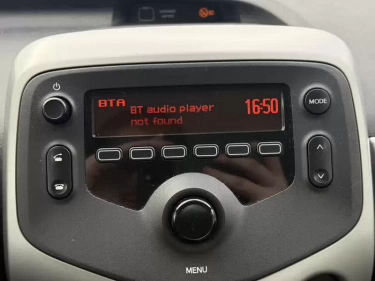 BTA BT audio player 16:50
not found
MODE
MENU